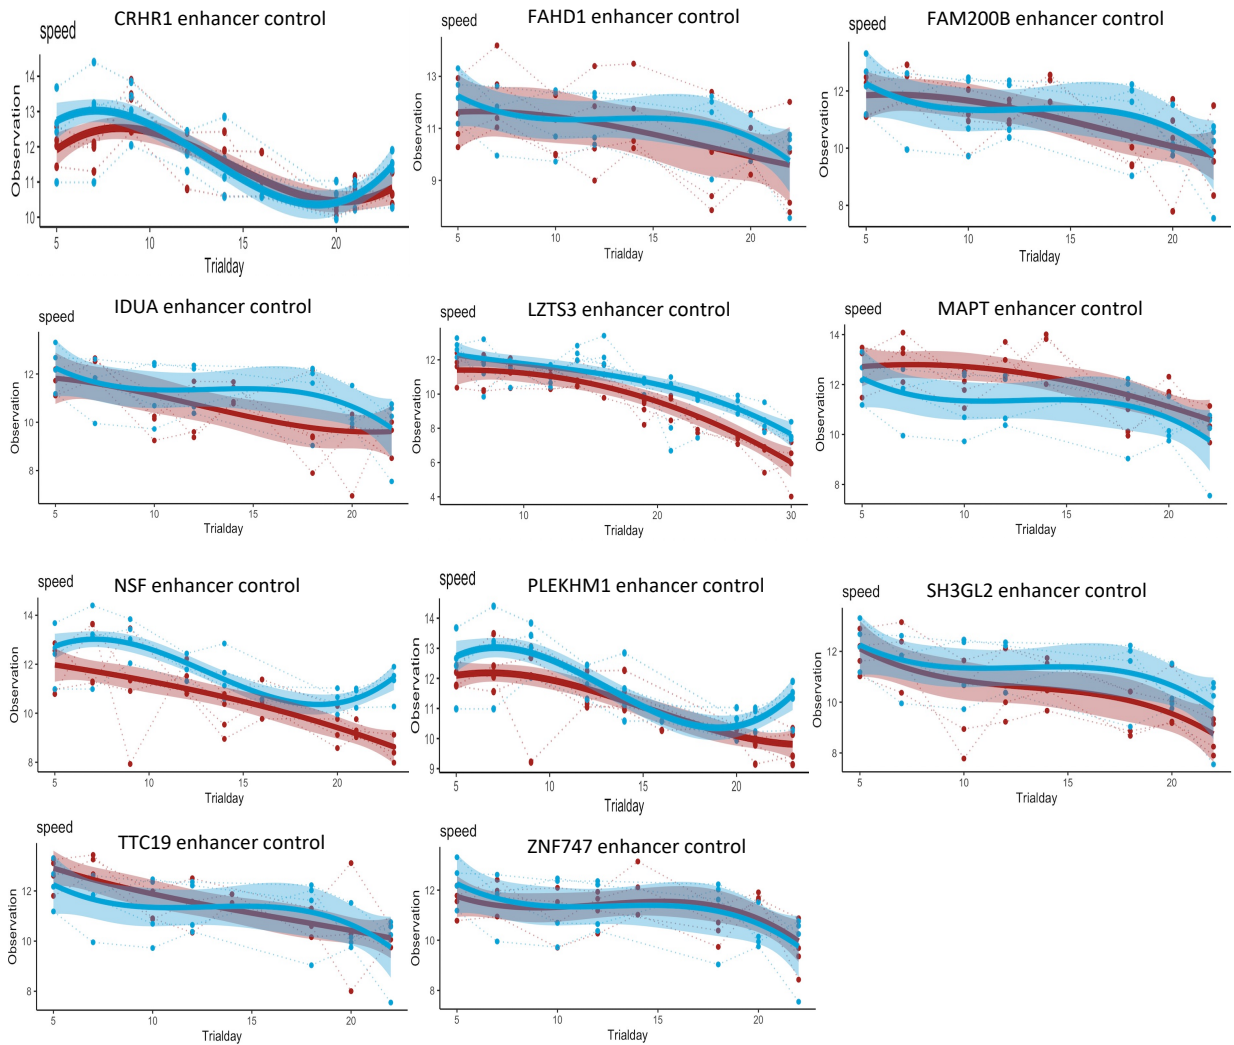 CRHR1 enhancer control
speed
Observation
14
13
12
11
10
5
10
15
20
Trialday
FAHD1 enhancer control
speed
Observation
13
11
9
5
10
15
20
Trialday
FAM200B enhancer control
speed
Observation
12
10
8
5
10
15
20
Trialday
IDUA enhancer control
speed
Observation
12
10
8
5
10
15
20
Trialday
LZTS3 enhancer control
speed
Observation
12
10
8
6
4
10
20
30
Trialday
MAPT enhancer control
speed
Observation
14
12
10
8
5
10
15
20
Trialday
NSF enhancer control
speed
Observation
14
12
10
8
5
10
15
20
Trialday
PLEKHM1 enhancer control
speed
Observation
14
13
12
11
10
9
5
10
15
20
Trialday
SH3GL2 enhancer control
speed
Observation
12
10
8
5
10
15
20
Trialday
TTC19 enhancer control
speed
Observation
12
10
8
5
10
15
20
Trialday
ZNF747 enhancer control
speed
Observation
12
10
8
5
10
15
20
Trialday